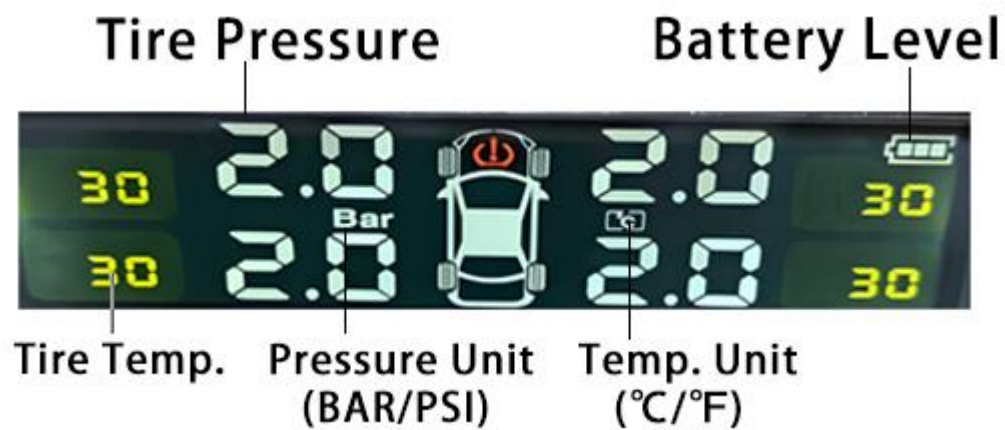 Tire Pressure
Battery Level
2.0 2.0
30 30
Bar ℃
2.0 2.0
30 30
Tire Temp.
Pressure Unit
(BAR/PSI)
Temp. Unit
(℃/℉)